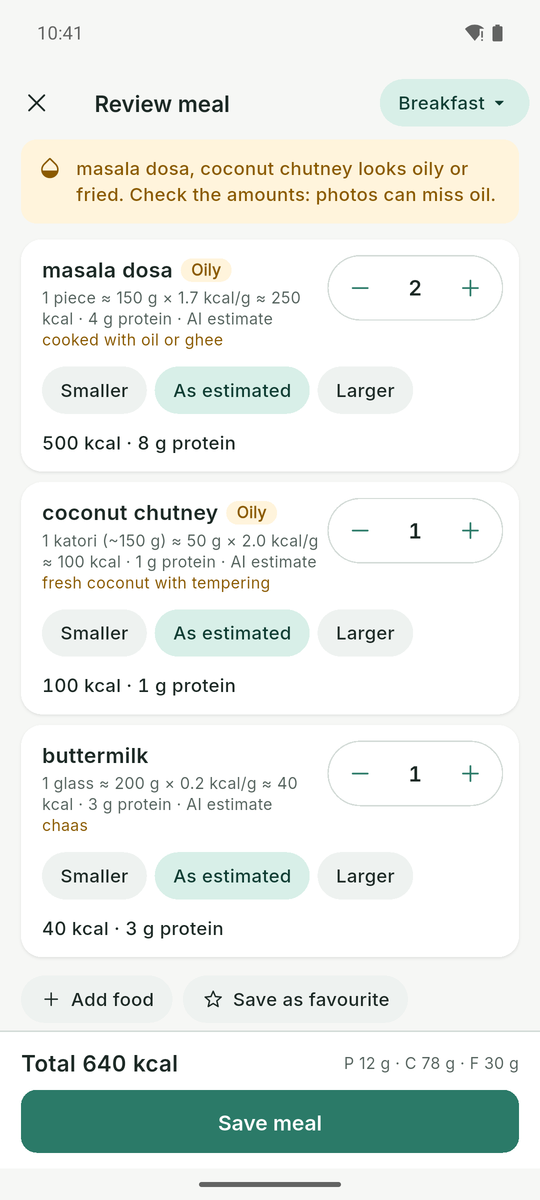 10:41
Review meal
Breakfast
masala dosa, coconut chutney looks oily or
fried. Check the amounts: photos can miss oil.
masala dosa Oily
1 piece ≈ 150 g × 1.7 kcal/g ≈ 250
kcal · 4 g protein · AI estimate
cooked with oil or ghee
2
Smaller As estimated Larger
500 kcal · 8 g protein
coconut chutney Oily
1 katori (~150 g) ≈ 50 g × 2.0 kcal/g
≈ 100 kcal · 1 g protein · AI estimate
fresh coconut with tempering
1
Smaller As estimated Larger
100 kcal · 1 g protein
buttermilk
1 glass ≈ 200 g × 0.2 kcal/g ≈ 40
kcal · 3 g protein · AI estimate
chaas
1
Smaller As estimated Larger
40 kcal · 3 g protein
+ Add food
Save as favourite
Total 640 kcal
P 12 g · C 78 g · F 30 g
Save meal